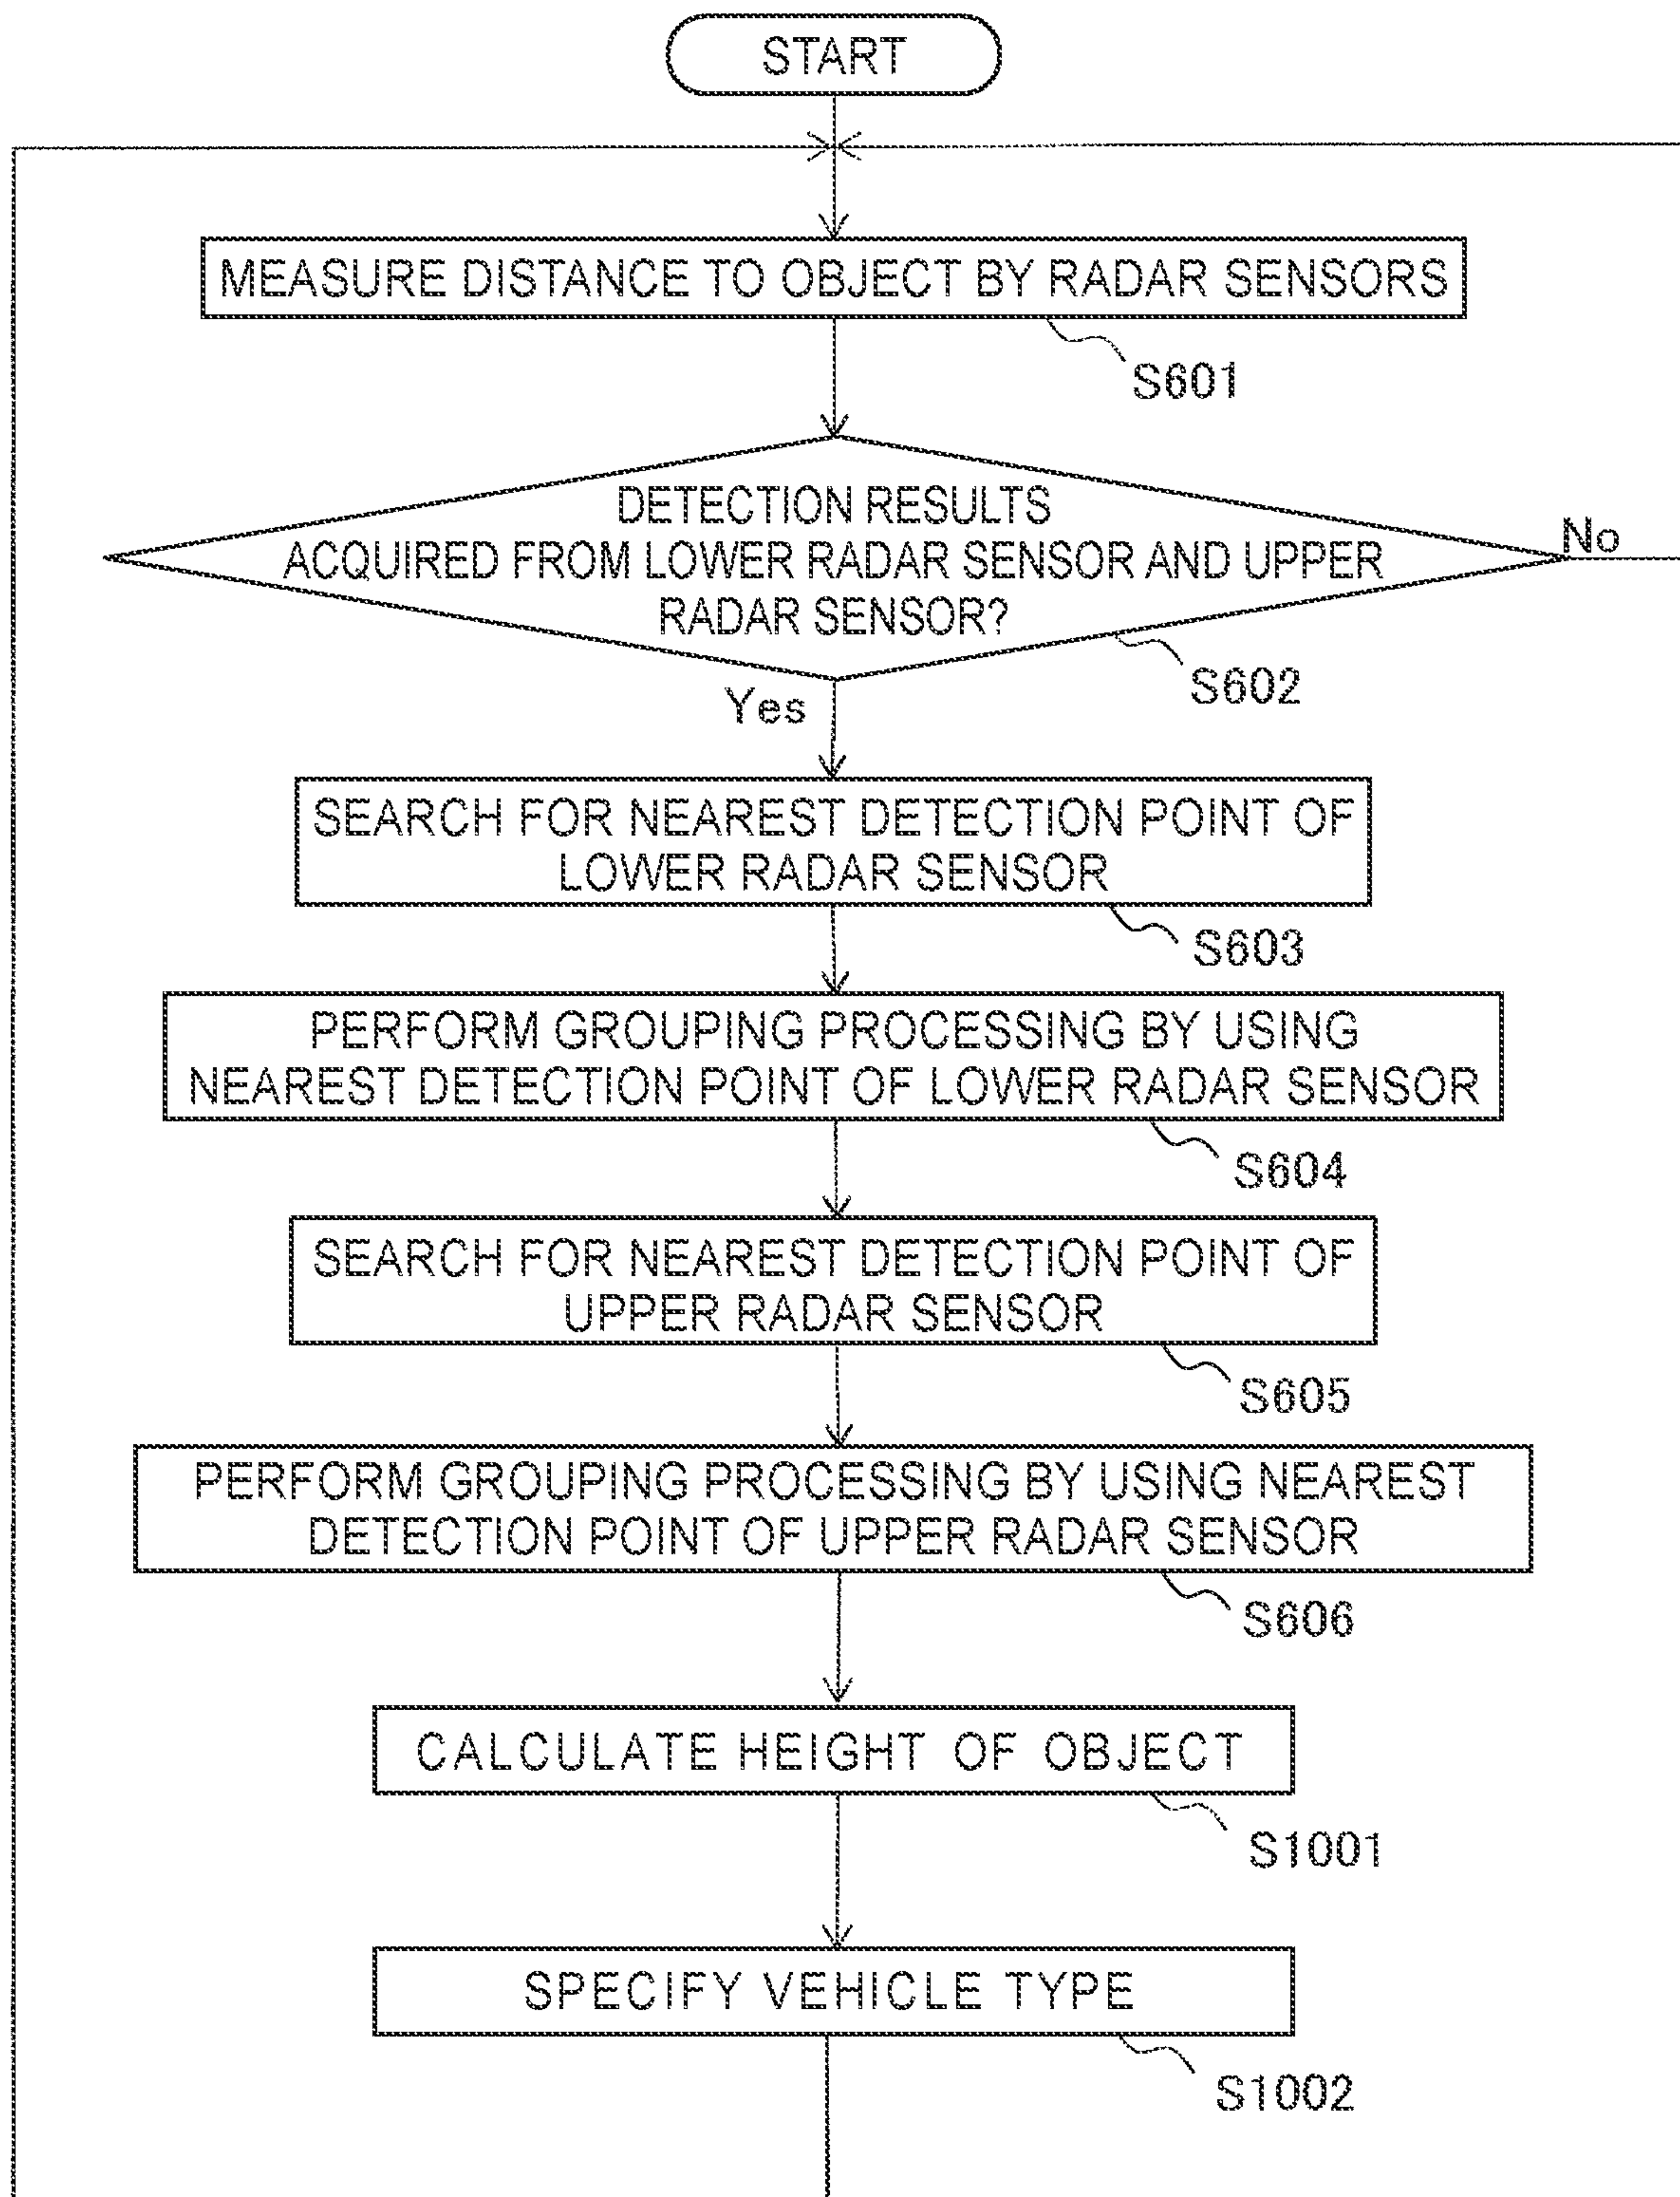 START
MEASURE DISTANCE TO OBJECT BY RADAR SENSORS
S601
DETECTION RESULTS
ACQUIRED FROM LOWER RADAR SENSOR AND UPPER
RADAR SENSOR?
No
S602
Yes
SEARCH FOR NEAREST DETECTION POINT OF
LOWER RADAR SENSOR
S603
PERFORM GROUPING PROCESSING BY USING
NEAREST DETECTION POINT OF LOWER RADAR SENSOR
S604
SEARCH FOR NEAREST DETECTION POINT OF
UPPER RADAR SENSOR
S605
PERFORM GROUPING PROCESSING BY USING NEAREST
DETECTION POINT OF UPPER RADAR SENSOR
S606
CALCULATE HEIGHT OF OBJECT
S1001
SPECIFY VEHICLE TYPE
S1002